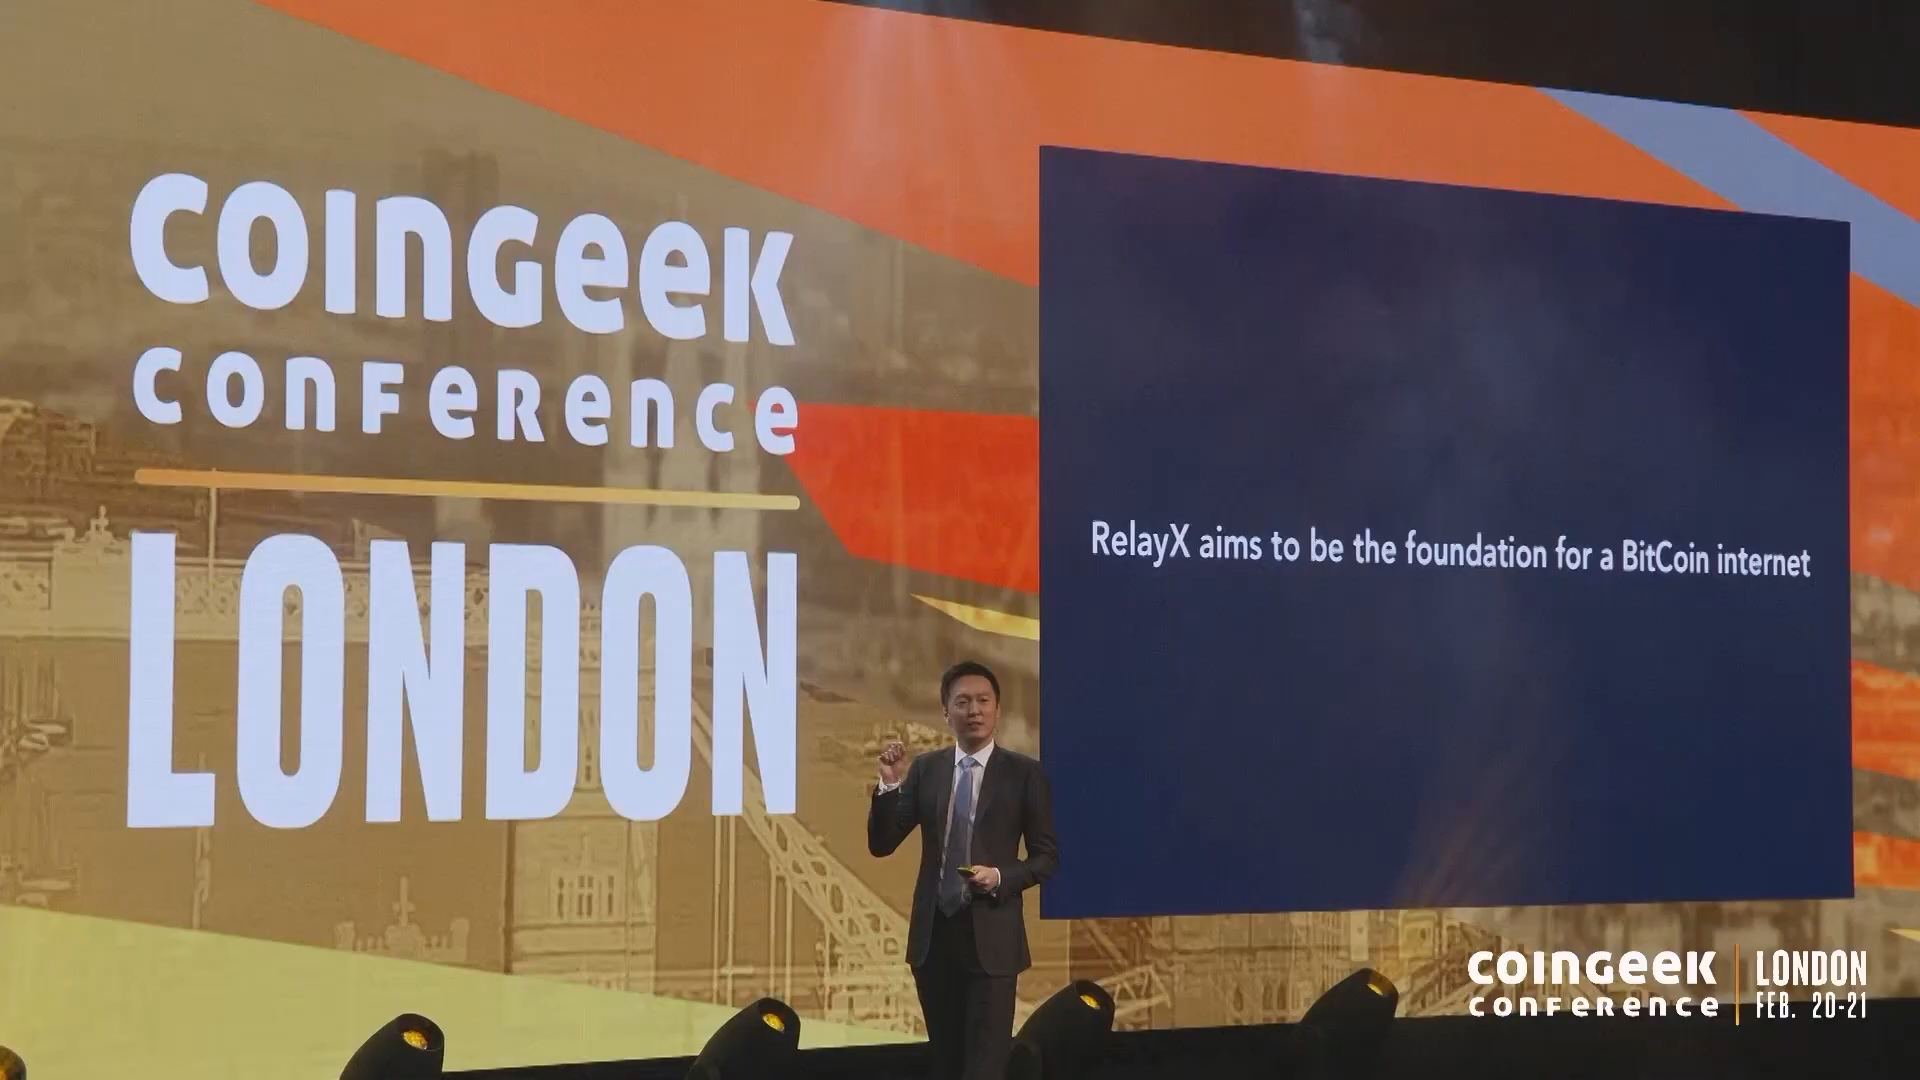 COINGEEK
CONFERENCE
LONDON
RelayX aims to be the foundation for a BitCoin internet
COINGEEK
CONFERENCE
LONDON
FEB. 20-21